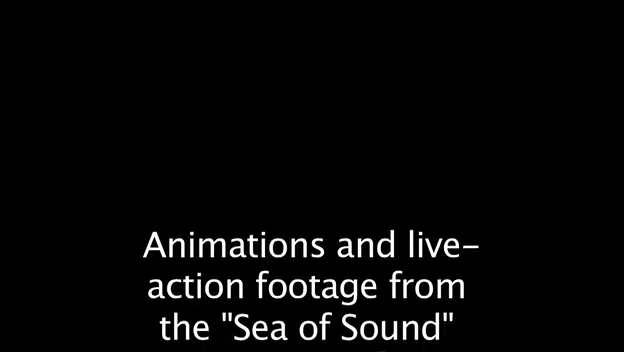 Animations and live-
action footage from
the "Sea of Sound"